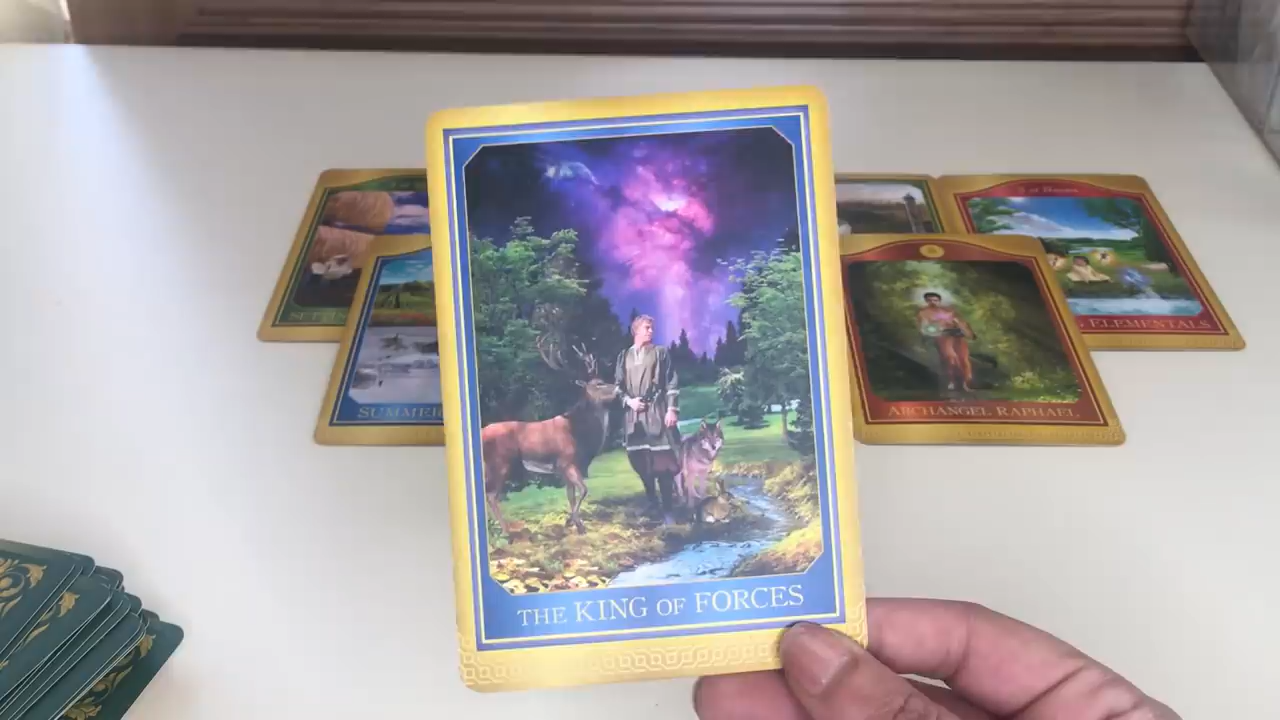 THE KING OF FORCES
SUMMER
ARCHANGEL RAPHAEL
ELEMENTALS